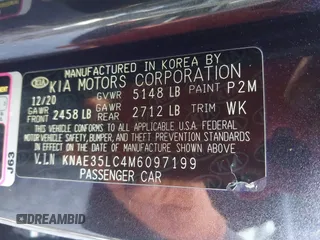 MANUFACTURED IN KOREA BY
KIA KIA MOTORS CORPORATION
12/20 GVWR 5148 LB PAINT P2M
GAWR FRONT 2458 LB GAWR REAR 2712 LB TRIM WK
THIS VEHICLE CONFORMS TO ALL APPLICABLE
U.S. FEDERAL MOTOR VEHICLE
SAFETY, BUMPER, AND THEFT PREVENTION
STANDARDS IN EFFECT ON THE DATE OF
MANUFACTURE SHOWN ABOVE.
V.I.N KNAE35LC4M6097199
PASSENGER CAR
J63
DREAMBID